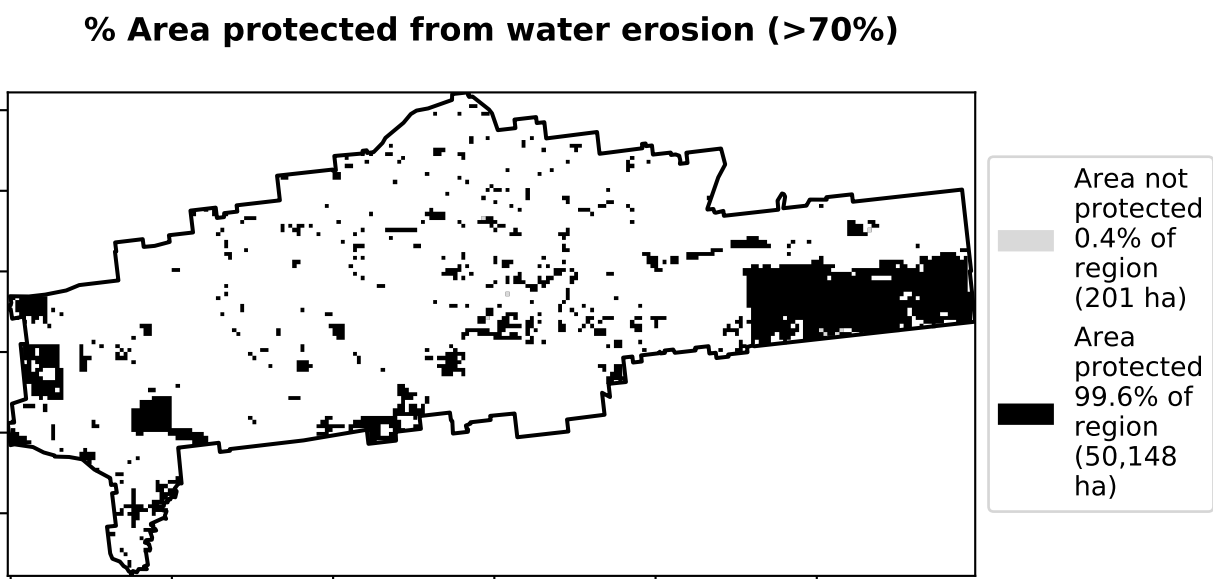 % Area protected from water erosion (>70%)
Area not
protected
0.4% of
region
(201 ha)
Area
protected
99.6% of
region
(50,148
ha)